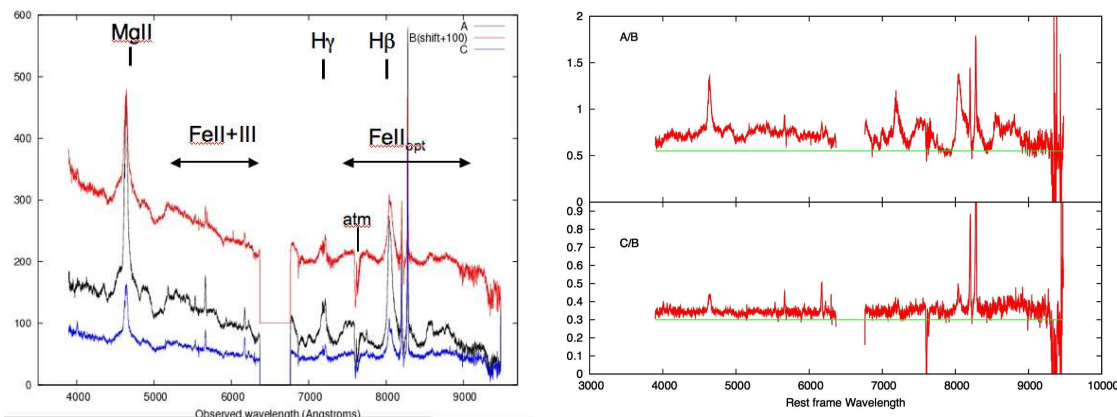 600
500
400
300
200
100
0
MgII
Hγ
Hβ
A
B(shift+100)
C
FeII+III
FeII opt
atm
4000 5000 6000 7000 8000 9000
Observed wavelength (Angstroms)
2
1.5
1
0.5
0
A/B
0.9
0.8
0.7
0.6
0.5
0.4
0.3
0.2
0.1
0
C/B
3000 4000 5000 6000 7000 8000 9000 10000
Rest frame Wavelength